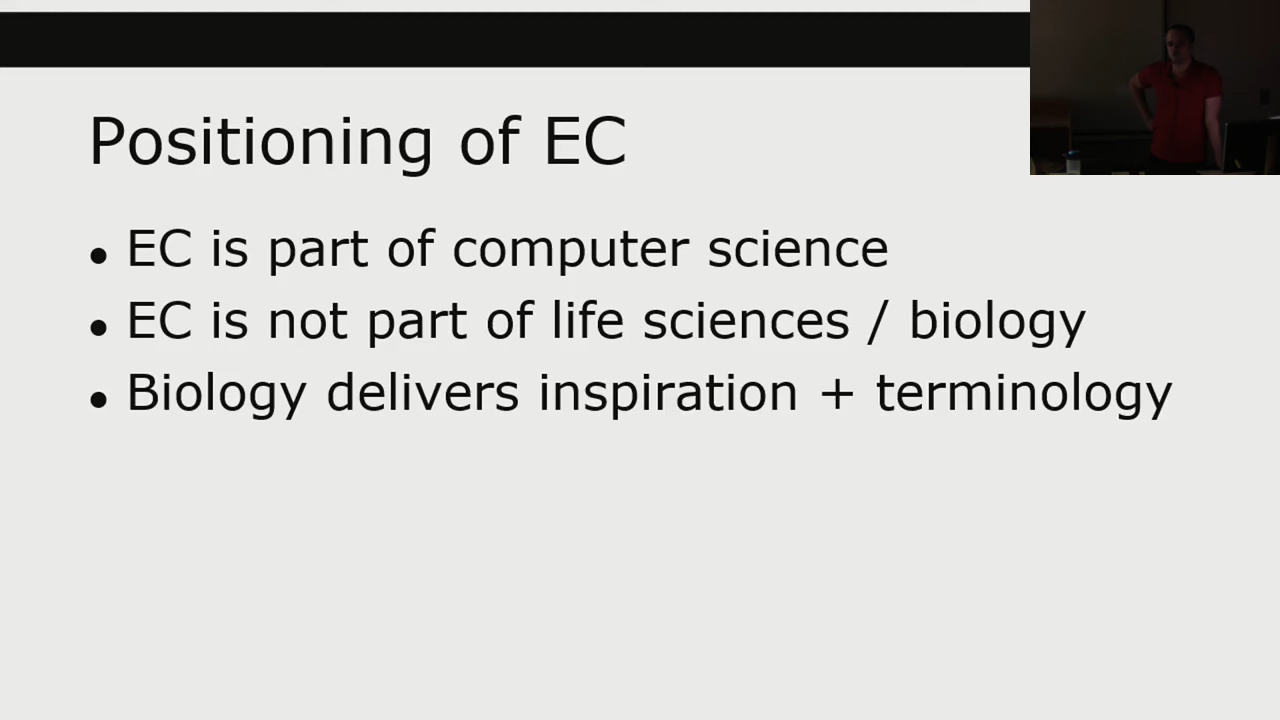 Positioning of EC
• EC is part of computer science
• EC is not part of life sciences / biology
• Biology delivers inspiration + terminology